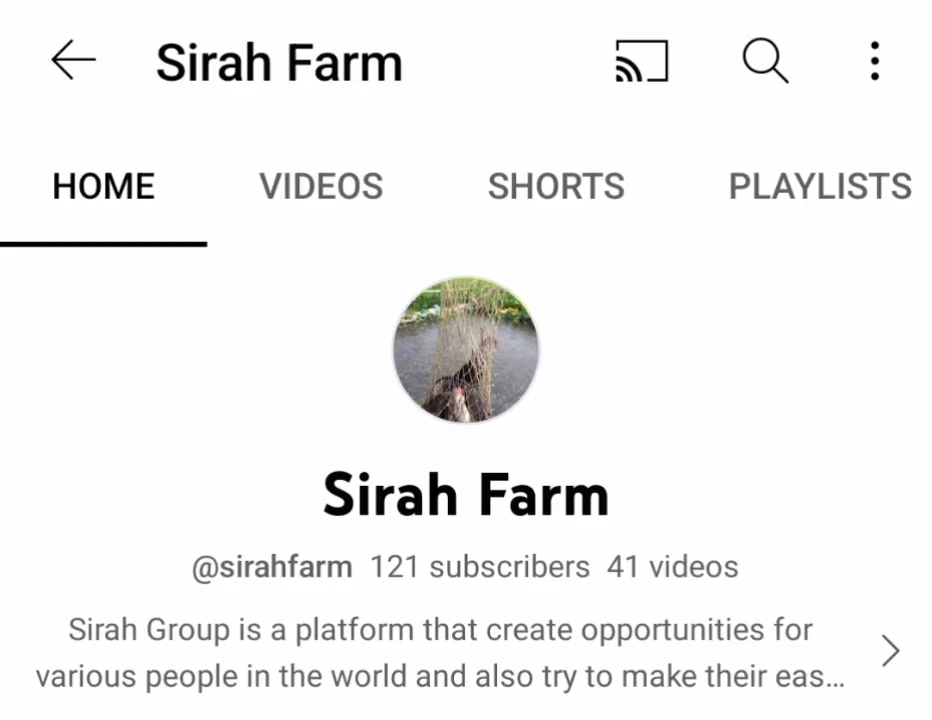 Sirah Farm
HOME VIDEOS SHORTS PLAYLISTS
Sirah Farm
@sirahfarm 121 subscribers 41 videos
Sirah Group is a platform that create opportunities for
various people in the world and also try to make their eas...